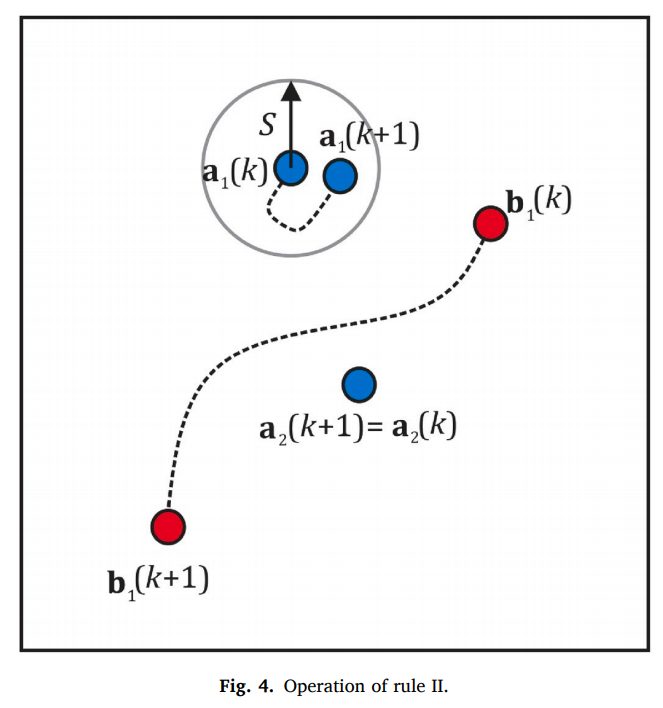 S
a₁(k+1)
a₁(k)
b₁(k)
a₂(k+1)= a₂(k)
b₁(k+1)
Fig. 4. Operation of rule II.